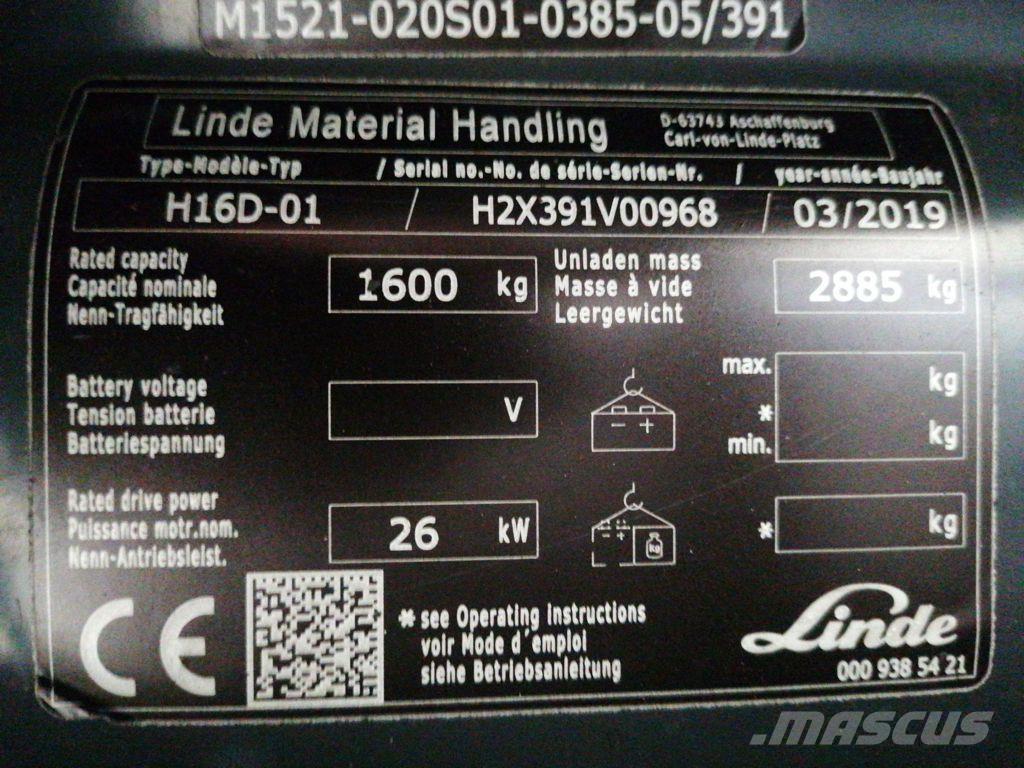 M1521-020S01-0385-05/391
Linde Material Handling
D-63743 Aschaffenburg
Carl-von-Linde-Platz
Type-Modèle-Typ / Serial no.-No. de série-Serien-Nr. / year-année-Baujahr
H16D-01 / H2X391V00968 / 03/2019
Rated capacity
Capacité nominale
Nenn-Tragfähigkeit
1600 kg
Unladen mass
Masse à vide
Leergewicht
2885 kg
Battery voltage
Tension batterie
Batteriespannung
V
- +
max.
*
min.
kg
kg
Rated drive power
Puissance motr.nom.
Nenn-Antriebsleist.
26 kW
- +
kg
*
kg
CE
* see Operating Instructions
voir Mode d'emploi
siehe Betriebsanleitung
Linde
000 938 54 21
.MASCUS